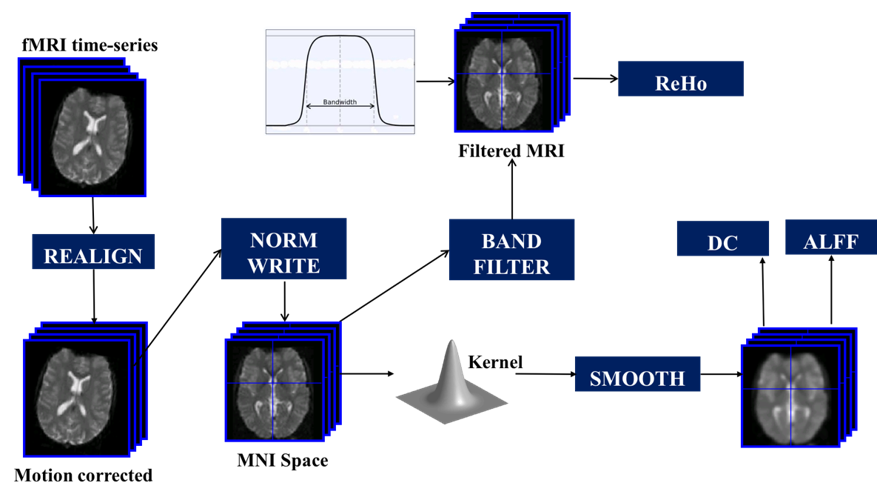 fMRI time-series
REALIGN
Motion corrected
NORM
WRITE
MNI Space
Bandwidth
Filtered MRI
ReHo
BAND
FILTER
Kernel
SMOOTH
DC
ALFF